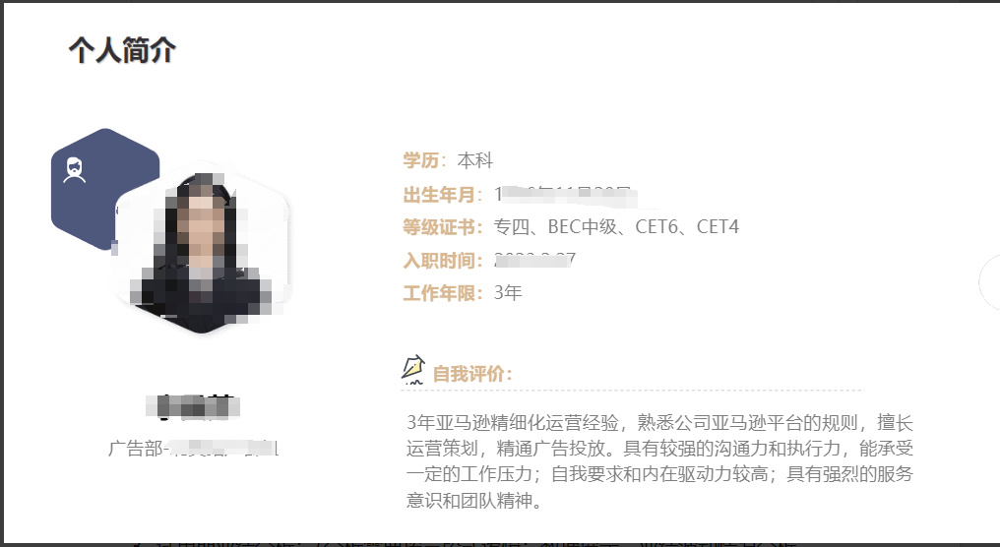 个人简介
学历：本科
出生年月：
等级证书：专四、BEC中级、CET6、CET4
入职时间：
工作年限：3年
自我评价：
3年亚马逊精细化运营经验，熟悉公司亚马逊平台的规则，擅长
运营策划，精通广告投放。具有较强的沟通力和执行力，能承受
一定的工作压力；自我要求和内在驱动力较高；具有强烈的服务
意识和团队精神。
广告部-